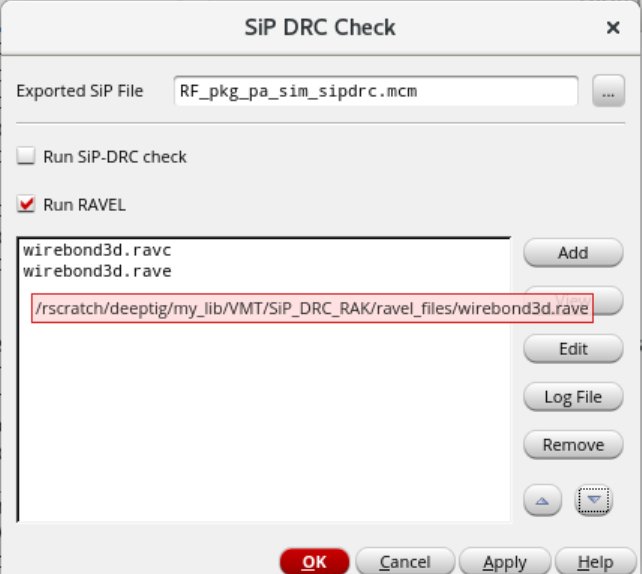 SiP DRC Check
Exported SiP File
RF_pkg_pa_sim_sipdrc.mcm
...
Run SiP-DRC check
Run RAVEL
wirebond3d.ravc
wirebond3d.rave
/rscratch/deeptig/my_lib/VMT/SiP_DRC_RAK/ravel_files/wirebond3d.rave
Add
View
Edit
Log File
Remove
OK
Cancel
Apply
Help